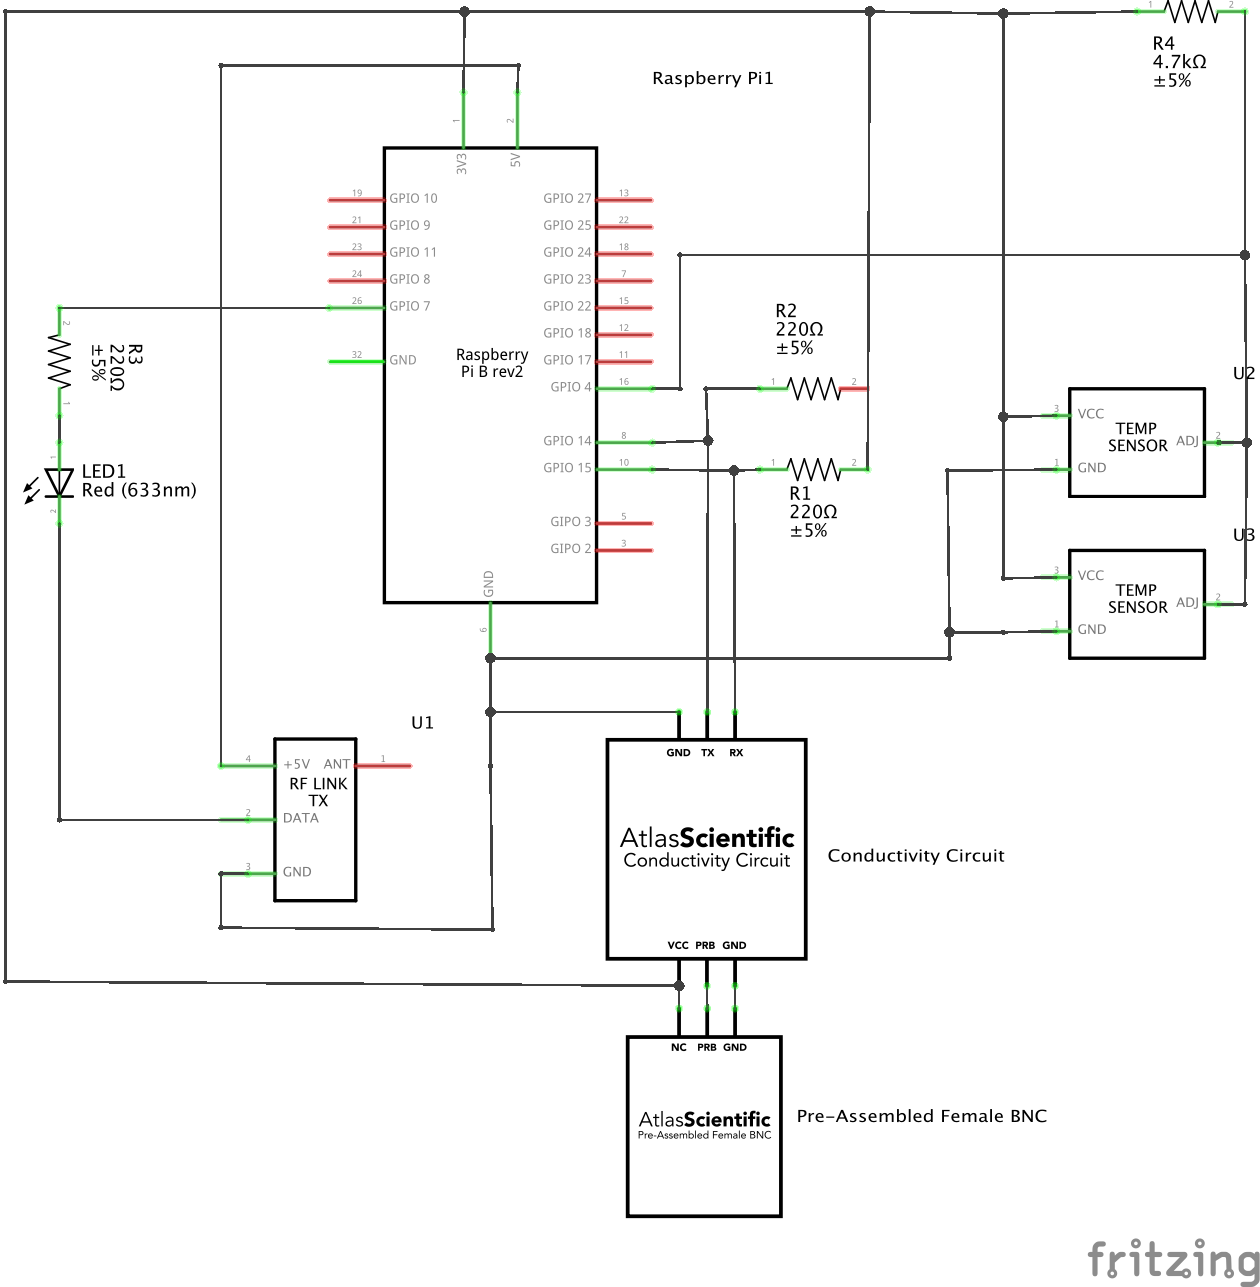 1
2
R4
4.7kΩ
±5%
Raspberry Pi1
1
2
3V3
5V
19
GPIO 10
GPIO 27
13
21
GPIO 9
GPIO 25
22
23
GPIO 11
GPIO 24
18
24
GPIO 8
GPIO 23
7
26
GPIO 7
GPIO 22
15
GPIO 18
12
32
GND
GPIO 17
11
GPIO 4
16
GPIO 14
8
GPIO 15
10
GIPO 3
5
GIPO 2
3
Raspberry
Pi B rev2
GND
6
2
R3
220Ω
±5%
1
1
LED1
Red (633nm)
2
R2
220Ω
±5%
1
2
1
2
R1
220Ω
±5%
U2
3
VCC
TEMP
SENSOR
ADJ
2
1
GND
U3
3
VCC
TEMP
SENSOR
ADJ
2
1
GND
U1
4
+5V
ANT
1
RF LINK
TX
2
DATA
3
GND
GND TX RX
AtlasScientific
Conductivity Circuit
Conductivity Circuit
VCC PRB GND
NC PRB GND
AtlasScientific
Pre-Assembled Female BNC
Pre-Assembled Female BNC
fritzing